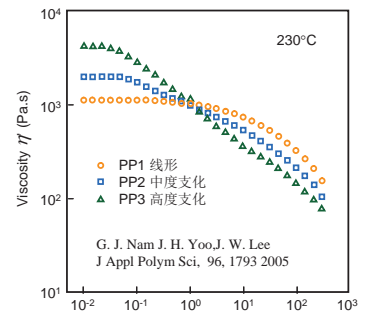 10⁴
230°C
10³
Viscosity η (Pa.s)
PP1 线形
PP2 中度支化
PP3 高度支化
10²
G. J. Nam J. H. Yoo,J. W. Lee
J Appl Polym Sci, 96, 1793 2005
10¹
10⁻² 10⁻¹ 10⁰ 10¹ 10² 10³